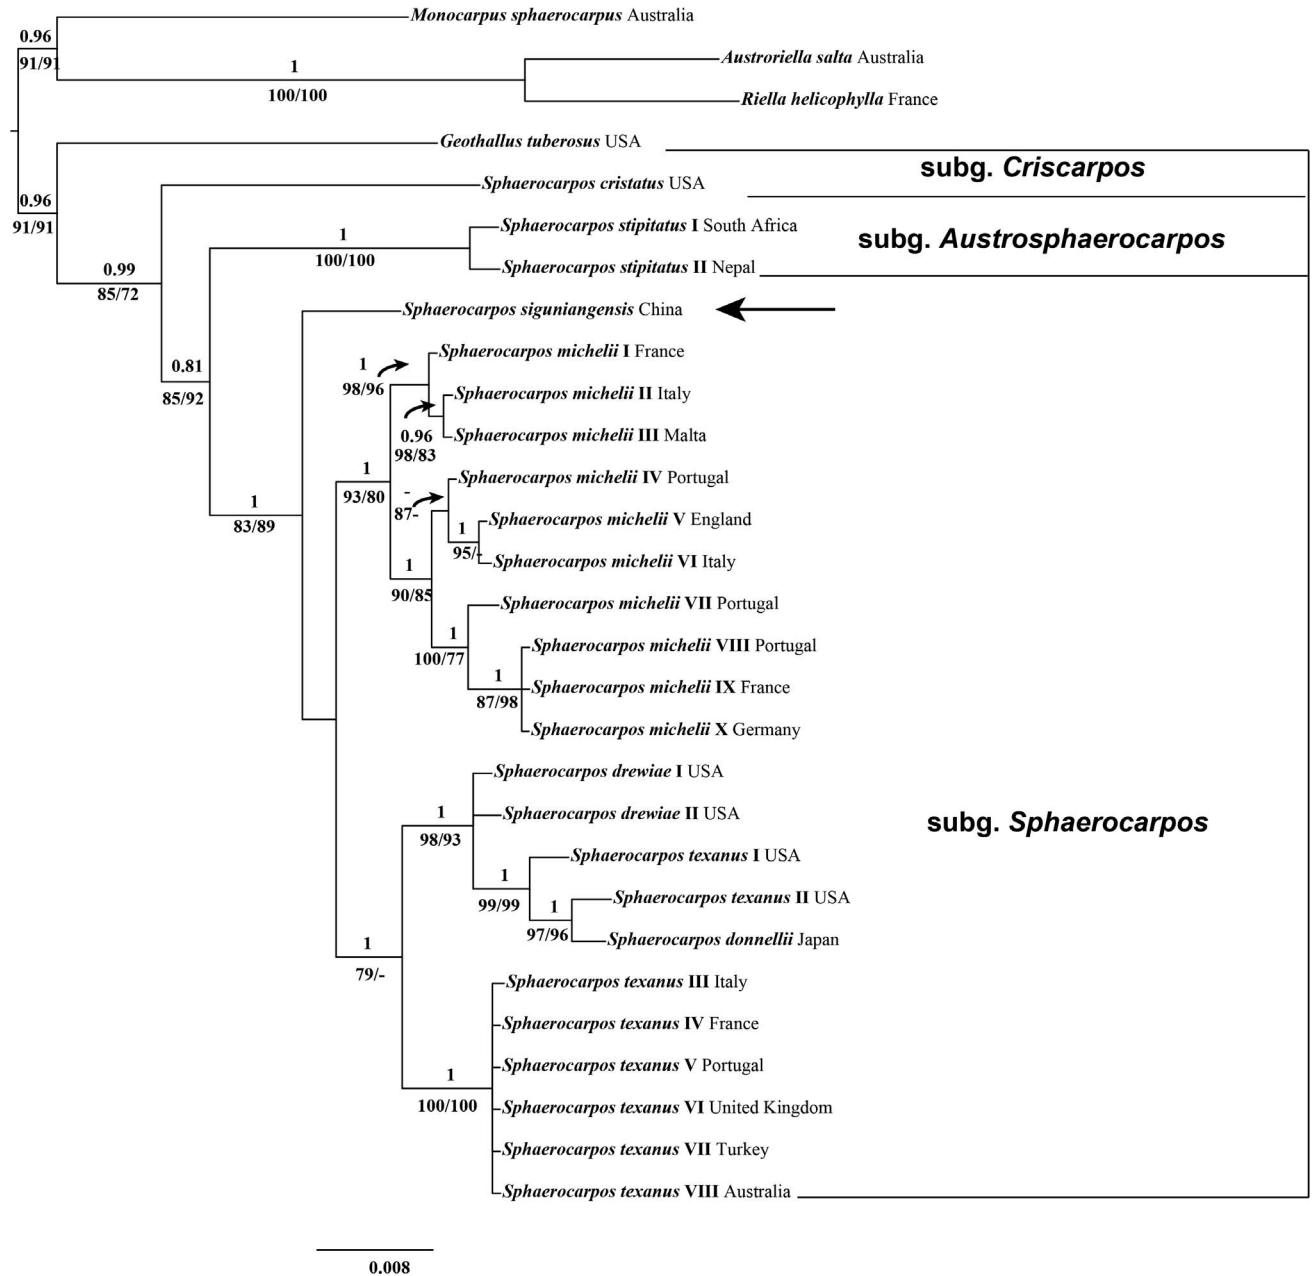 Monocarpus sphaerocarpus Australia
0.96
91/91
Austroriella salta Australia
1
100/100
Riella helicophylla France
Geothallus tuberosus USA
subg. Criscarpos
Sphaerocarpos cristatus USA
0.96
91/91
Sphaerocarpos stipitatus I South Africa
1
100/100
subg. Austrosphaerocarpos
Sphaerocarpos stipitatus II Nepal
0.99
85/72
Sphaerocarpos siguniangensis China
Sphaerocarpos michelii I France
1
98/96
0.81
85/92
Sphaerocarpos michelii II Italy
Sphaerocarpos michelii III Malta
0.96
98/83
1
93/80
Sphaerocarpos michelii IV Portugal
-
87-
1
83/89
Sphaerocarpos michelii V England
1
95/-
Sphaerocarpos michelii VI Italy
1
90/85
Sphaerocarpos michelii VII Portugal
1
100/77
Sphaerocarpos michelii VIII Portugal
1
87/98
Sphaerocarpos michelii IX France
Sphaerocarpos michelii X Germany
Sphaerocarpos drewiae I USA
1
98/93
Sphaerocarpos drewiae II USA
subg. Sphaerocarpos
Sphaerocarpos texanus I USA
1
99/99
Sphaerocarpos texanus II USA
1
97/96
Sphaerocarpos donnellii Japan
1
79/-
Sphaerocarpos texanus III Italy
Sphaerocarpos texanus IV France
Sphaerocarpos texanus V Portugal
1
100/100
Sphaerocarpos texanus VI United Kingdom
Sphaerocarpos texanus VII Turkey
Sphaerocarpos texanus VIII Australia
0.008